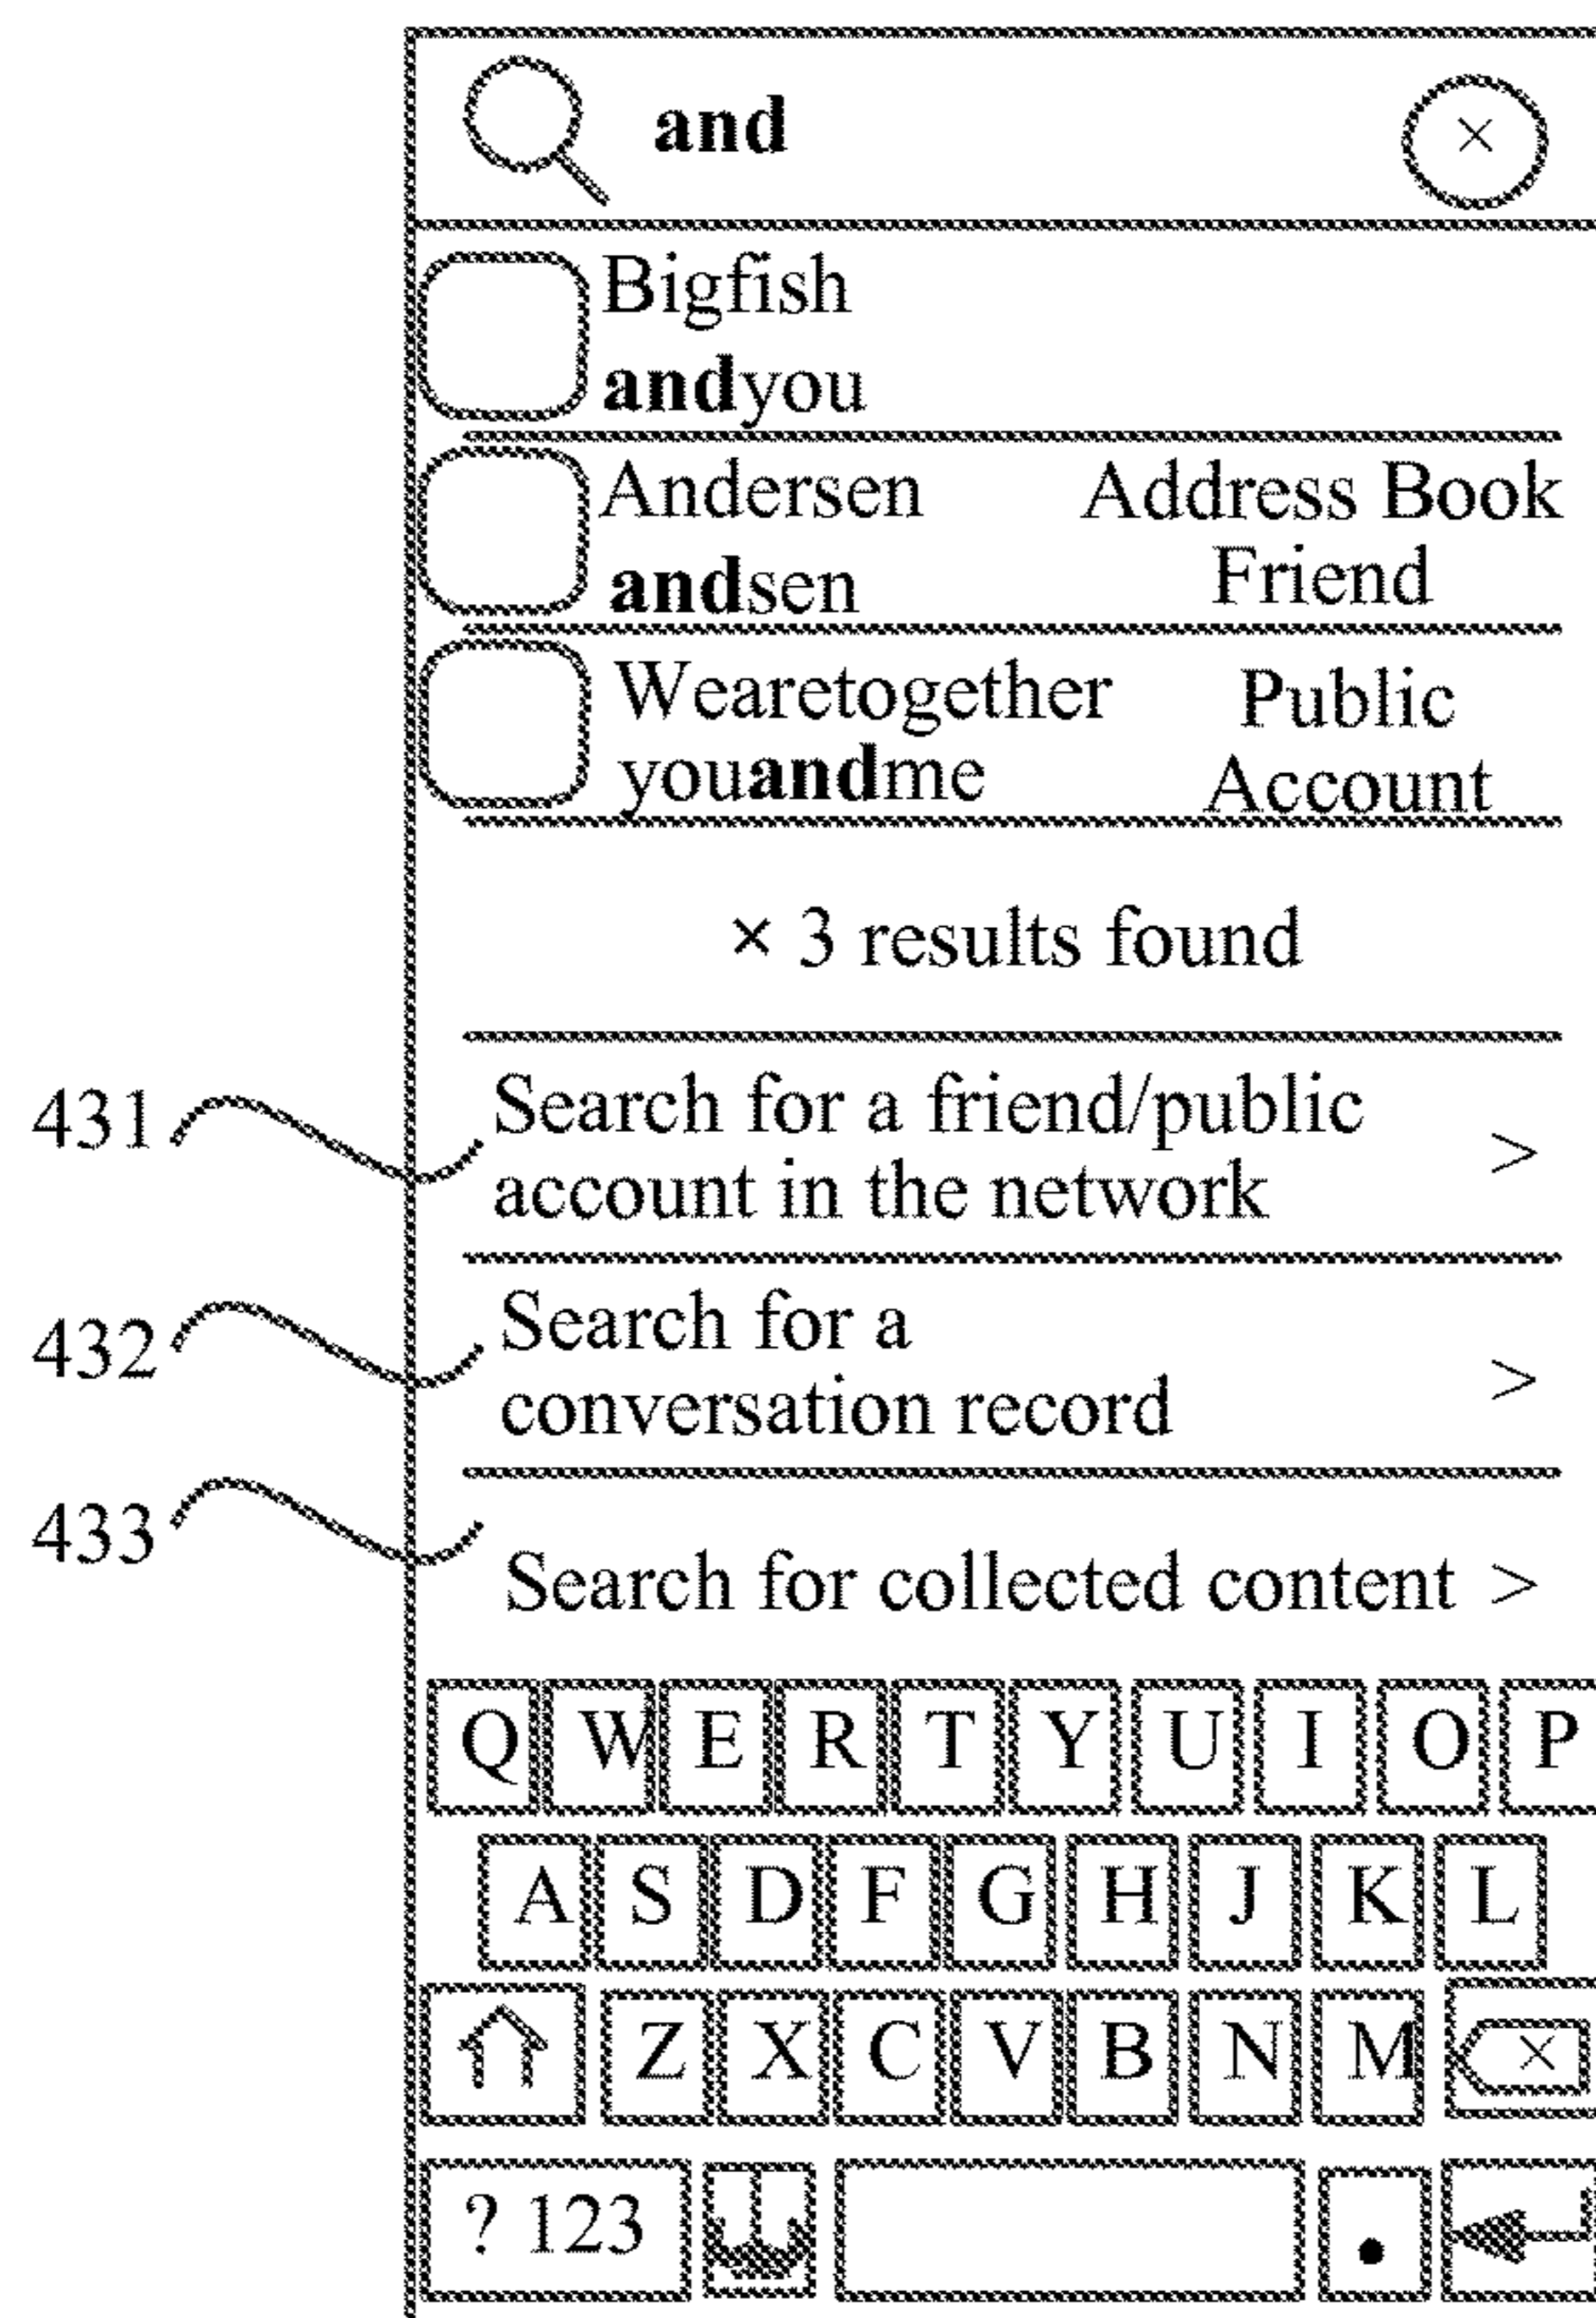 and ×
Bigfish
andyou
Andersen Address Book
andsen Friend
Wearetogether Public
youandme Account
× 3 results found
431 Search for a friend/public
account in the network >
432 Search for a
conversation record >
433 Search for collected content >
Q W E R T Y U I O P
A S D F G H J K L
Z X C V B N M ×
? 123 .